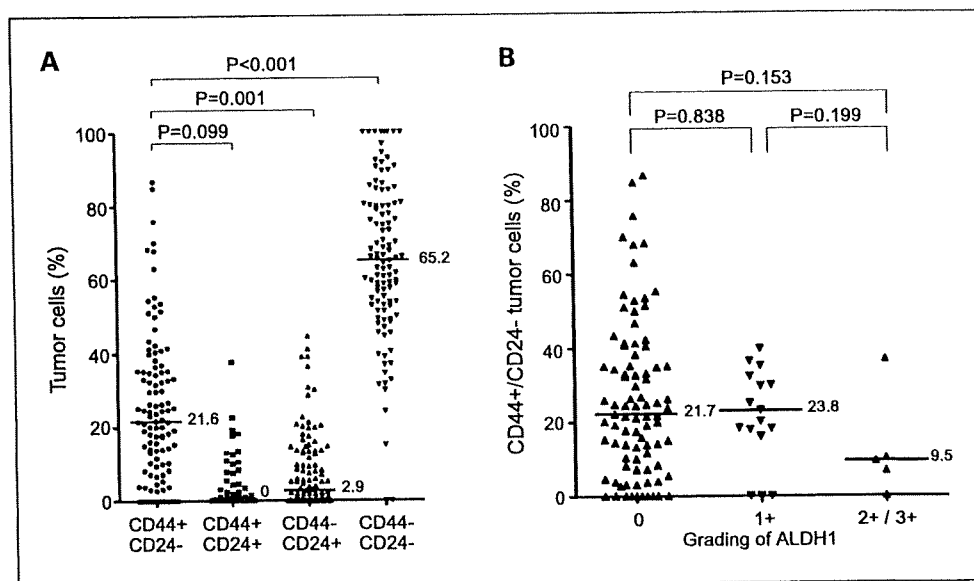 A
P<0.001
P=0.001
P=0.099
100
80
60
40
20
0
Tumor cells (%)
21.6
0
2.9
65.2
CD44+ CD44+ CD44- CD44-
CD24- CD24+ CD24+ CD24-
B
P=0.153
P=0.838 P=0.199
100
80
60
40
20
0
CD44+/CD24- tumor cells (%)
21.7
23.8
9.5
0 1+ 2+ / 3+
Grading of ALDH1